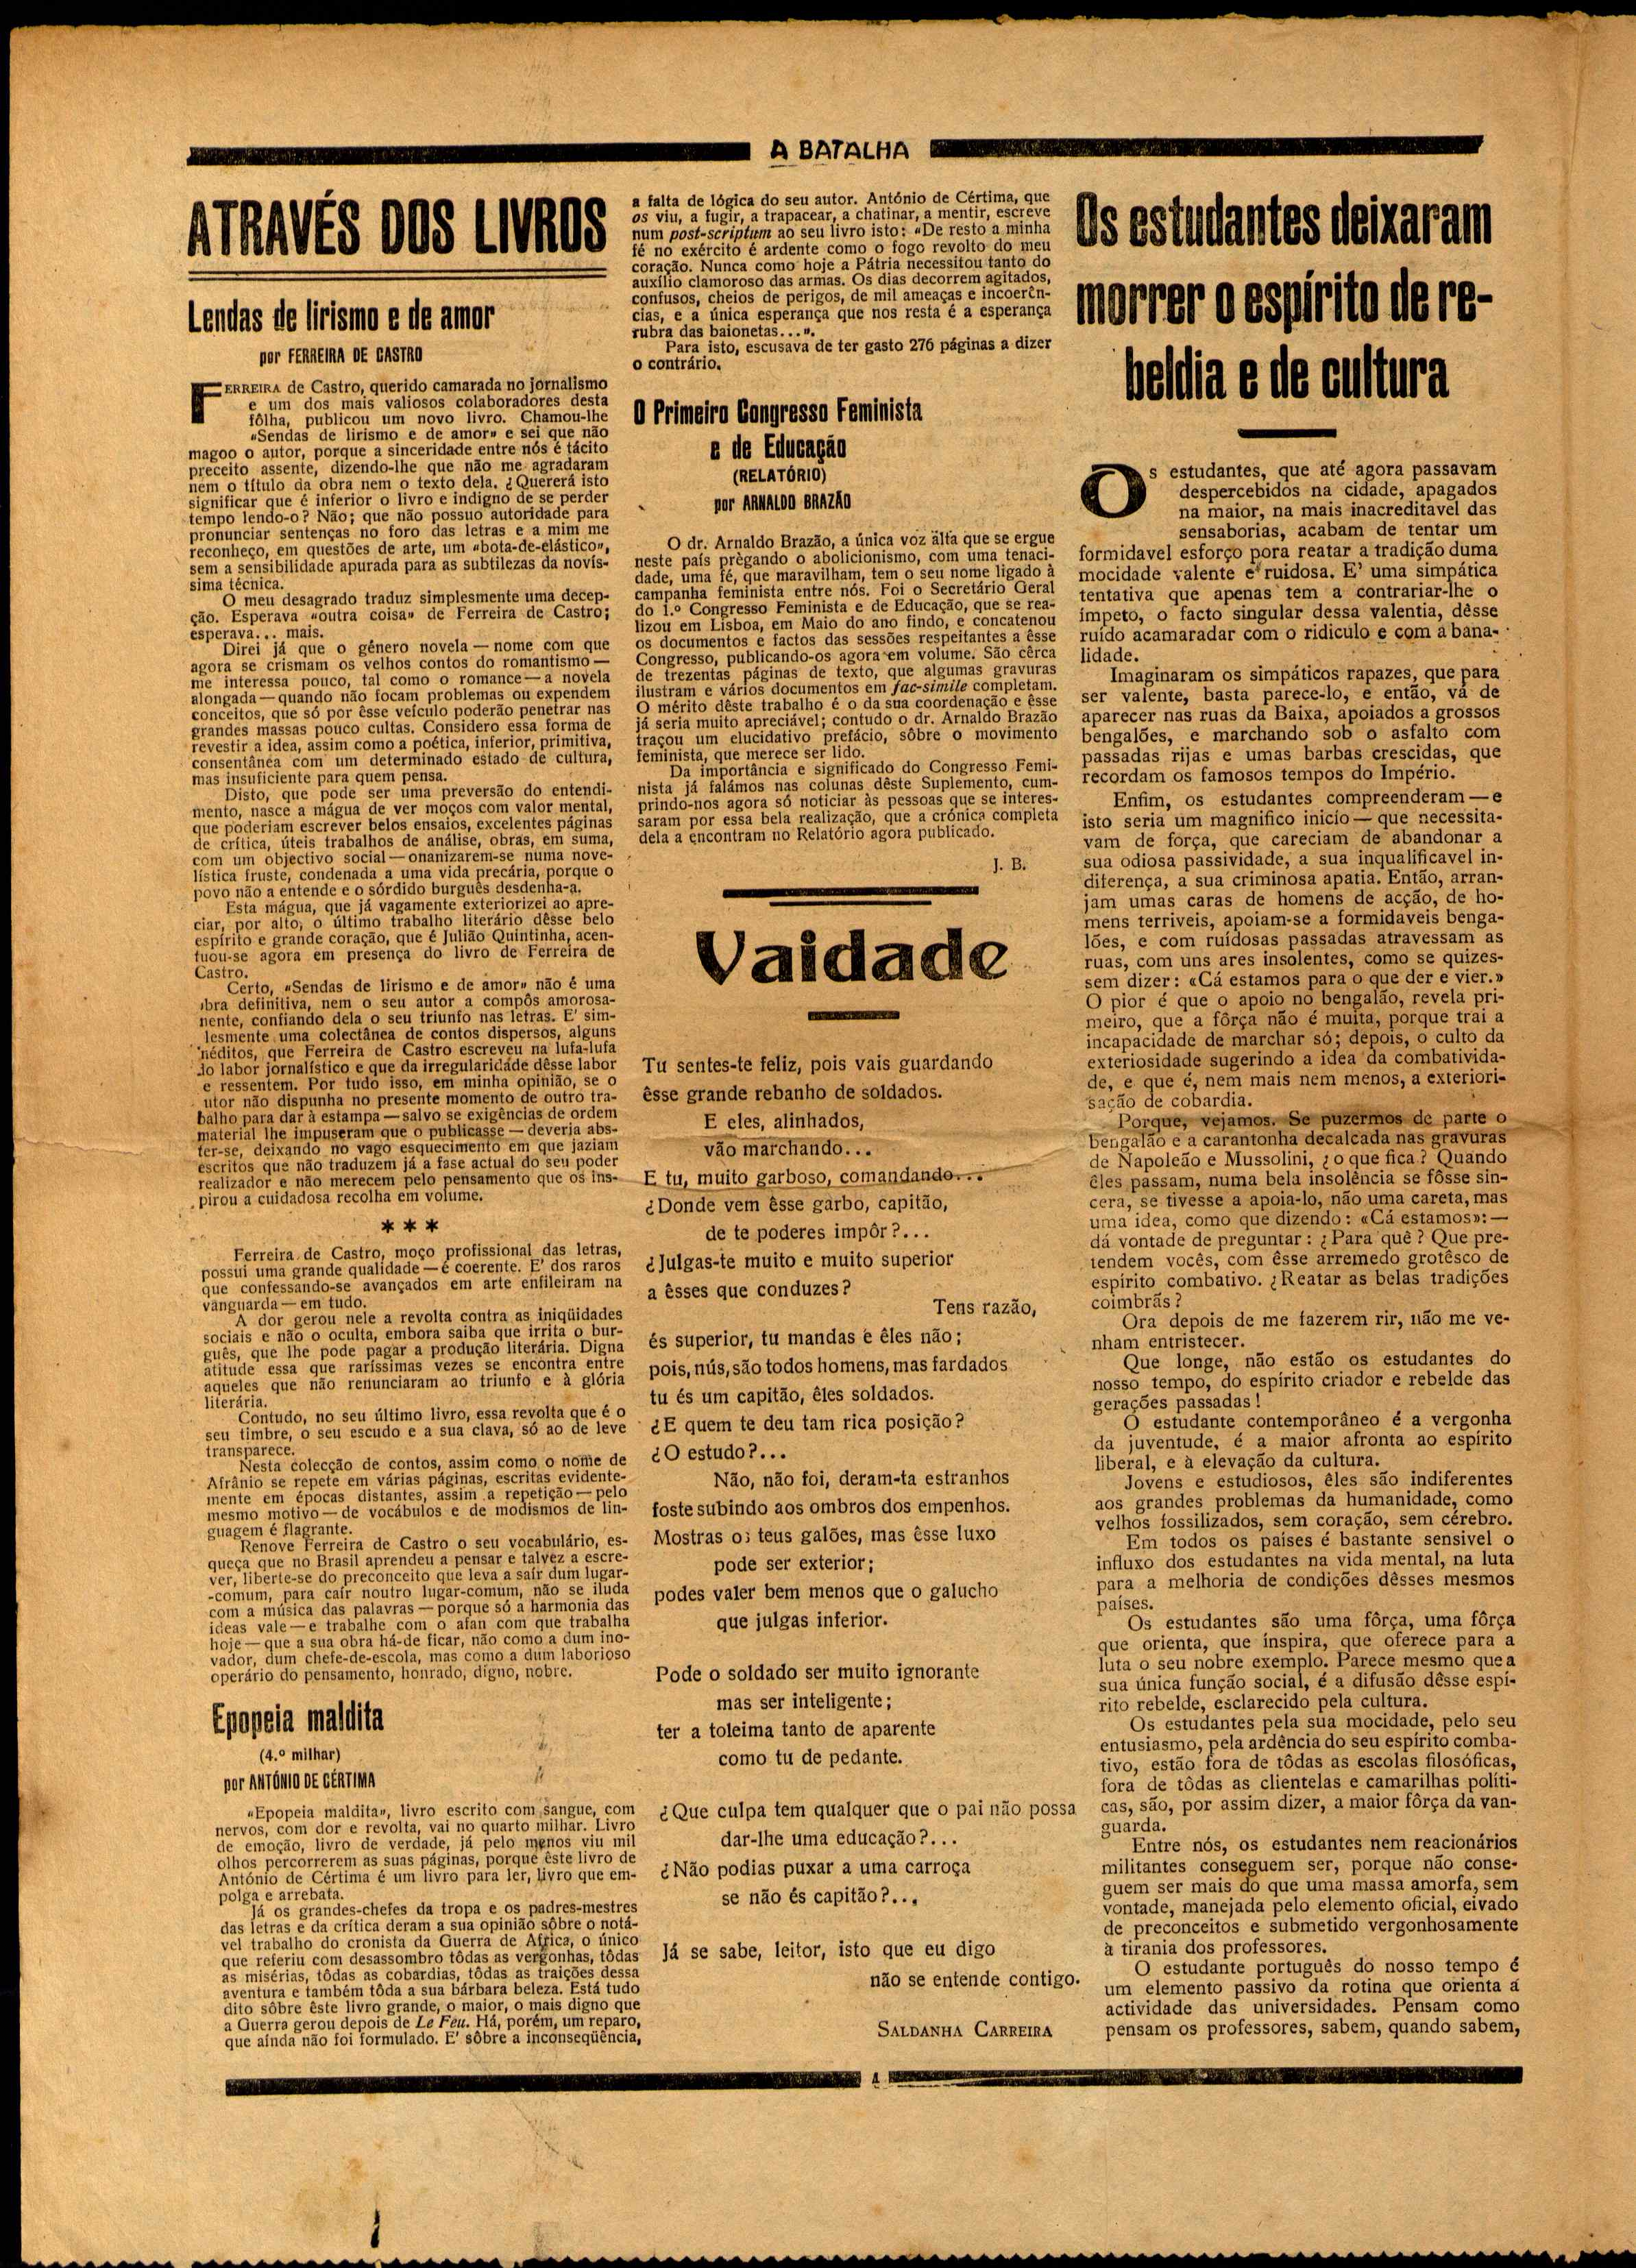 A BATALHA
ATRAVÉS DOS LIVROS
Lendas de lirismo e de amor
por FERREIRA DE CASTRO
FERREIRA de Castro, querido camarada no jornalismo
e um dos mais valiosos colaboradores desta
fôlha, publicou um novo livro. Chamou-lhe
«Sendas de lirismo e de amor» e sei que não
magoo o autor, porque a sinceridade entre nós é tácito
preceito assente, dizendo-lhe que não me agradaram
nem o título da obra nem o texto dela. ¿Quererá isto
significar que é inferior o livro e indigno de se perder
tempo lendo-o? Não; que não possuo autoridade para
pronunciar sentenças no foro das letras e a mim me
reconheço, em questões de arte, um «bota-de-elástico»,
sem a sensibilidade apurada para as subtilezas da novís-
sima técnica.
O meu desagrado traduz simplesmente uma decep-
ção. Esperava «outra coisa» de Ferreira de Castro;
esperava... mais.
Direi já que o género novela — nome com que
agora se crismam os velhos contos do romantismo —
me interessa pouco, tal como o romance — a novela
alongada — quando não focam problemas ou expendem
conceitos, que só por êsse veículo poderão penetrar nas
grandes massas pouco cultas. Considero essa forma de
revestir a idea, assim como a poética, inferior, primitiva,
consentânea com um determinado estado de cultura,
mas insuficiente para quem pensa.
Disto, que pode ser uma preversão do entendi-
mento, nasce a mágua de ver moços com valor mental,
que poderiam escrever belos ensaios, excelentes páginas
de crítica, úteis trabalhos de análise, obras, em suma,
com um objectivo social — onanizarem-se numa nove-
lística fruste, condenada a uma vida precária, porque o
povo não a entende e o sórdido burguês desdenha-a.
Esta mágua, que já vagamente exteriorizei ao apre-
ciar, por alto, o último trabalho literário dêsse belo
espírito e grande coração, que é Julião Quintinha, acen-
tuou-se agora em presença do livro de Ferreira de
Castro.
Certo, «Sendas de lirismo e de amor» não é uma
obra definitiva, nem o seu autor a compôs amorosa-
nente, confiando dela o seu triunfo nas letras. E' sim-
lesmente uma colectânea de contos dispersos, alguns
inéditos, que Ferreira de Castro escreveu na lufa-lufa
do labor jornalístico e que da irregularidade dêsse labor
e ressentem. Por tudo isso, em minha opinião, se o
utor não dispunha no presente momento de outro tra-
balho para dar à estampa — salvo se exigências de ordem
material lhe impuseram que o publicasse — deveria abs-
ter-se, deixando no vago esquecimento em que jaziam
escritos que não traduzem já a fase actual do seu poder
realizador e não merecem pelo pensamento que os ins-
pirou a cuidadosa recolha em volume.
* * *
Ferreira de Castro, moço profissional das letras,
possui uma grande qualidade — é coerente. E' dos raros
que confessando-se avançados em arte enfileiram na
vanguarda — em tudo.
A dor gerou nele a revolta contra as iniqüidades
sociais e não o oculta, embora saiba que irrita o bur-
guês, que lhe pode pagar a produção literária. Digna
atitude essa que raríssimas vezes se encontra entre
aqueles que não renunciaram ao triunfo e à glória
literária.
Contudo, no seu último livro, essa revolta que é o
seu timbre, o seu escudo e a sua clava, só ao de leve
transparece.
Nesta colecção de contos, assim como o nome de
Afrânio se repete em várias páginas, escritas evidente-
mente em épocas distantes, assim a repetição — pelo
mesmo motivo — de vocábulos e de modismos de lin-
guagem é flagrante.
Renove Ferreira de Castro o seu vocabulário, es-
queça que no Brasil aprendeu a pensar e talvez a escre-
ver, liberte-se do preconceito que leva a saír dum lugar-
-comum, para caír noutro lugar-comum, não se iluda
com a música das palavras — porque só a harmonia das
ideas vale — e trabalhe com o afan com que trabalha
hoje — que a sua obra há-de ficar, não como a dum ino-
vador, dum chefe-de-escola, mas como a dum laborioso
operário do pensamento, honrado, digno, nobre.
Epopeia maldita
(4.º milhar)
por ANTÓNIO DE CÉRTIMA
«Epopeia maldita», livro escrito com sangue, com
nervos, com dor e revolta, vai no quarto milhar. Livro
de emoção, livro de verdade, já pelo menos viu mil
olhos percorrerem as suas páginas, porque êste livro de
António de Cértima é um livro para ler, livro que em-
polga e arrebata.
Já os grandes-chefes da tropa e os padres-mestres
das letras e da crítica deram a sua opinião sôbre o notá-
vel trabalho do cronista da Guerra de Africa, o único
que referiu com desassombro tôdas as vergonhas, tôdas
as misérias, tôdas as cobardias, tôdas as traições dessa
aventura e também tôda a sua bárbara beleza. Está tudo
dito sôbre êste livro grande, o maior, o mais digno que
a Guerra gerou depois de Le Feu. Há, porém, um reparo,
que aínda não foi formulado. E' sôbre a inconseqüência,
a falta de lógica do seu autor. António de Cértima, que
os viu, a fugir, a trapacear, a chatinar, a mentir, escreve
num post-scriptum ao seu livro isto: «De resto a minha
fé no exército é ardente como o fogo revolto do meu
coração. Nunca como hoje a Pátria necessitou tanto do
auxílio clamoroso das armas. Os dias decorrem agitados,
confusos, cheios de perigos, de mil ameaças e incoerên-
cias, e a única esperança que nos resta é a esperança
rubra das baionetas...».
Para isto, escusava de ter gasto 276 páginas a dizer
o contrário.
O Primeiro Congresso Feminista
e de Educação
(RELATÓRIO)
por ARNALDO BRAZÃO
O dr. Arnaldo Brazão, a única voz alta que se ergue
neste país prègando o abolicionismo, com uma tenaci-
dade, uma fé, que maravilham, tem o seu nome ligado à
campanha feminista entre nós. Foi o Secretário Geral
do 1.º Congresso Feminista e de Educação, que se rea-
lizou em Lisboa, em Maio do ano findo, e concatenou
os documentos e factos das sessões respeitantes a êsse
Congresso, publicando-os agora em volume. São cêrca
de trezentas páginas de texto, que algumas gravuras
ilustram e vários documentos em fac-simile completam.
O mérito dêste trabalho é o da sua coordenação e êsse
já seria muito apreciável; contudo o dr. Arnaldo Brazão
traçou um elucidativo prefácio, sôbre o movimento
feminista, que merece ser lido.
Da importância e significado do Congresso Femi-
nista já falámos nas colunas dêste Suplemento, cum-
prindo-nos agora só noticiar às pessoas que se interes-
saram por essa bela realização, que a crónica completa
dela a encontram no Relatório agora publicado.
J. B.
Vaidade
Tu sentes-te feliz, pois vais guardando
êsse grande rebanho de soldados.
E eles, alinhados,
vão marchando...
E tu, muito garboso, comandando...
¿Donde vem êsse garbo, capitão,
de te poderes impôr?...
¿Julgas-te muito e muito superior
a êsses que conduzes?
Tens razão,
és superior, tu mandas e êles não;
pois, nús, são todos homens, mas fardados
tu és um capitão, êles soldados.
¿E quem te deu tam rica posição?
¿O estudo?...
Não, não foi, deram-ta estranhos
foste subindo aos ombros dos empenhos.
Mostras os teus galões, mas êsse luxo
pode ser exterior;
podes valer bem menos que o galucho
que julgas inferior.
Pode o soldado ser muito ignorante
mas ser inteligente;
ter a toleima tanto de aparente
como tu de pedante.
¿Que culpa tem qualquer que o pai não possa
dar-lhe uma educação?...
¿Não podias puxar a uma carroça
se não és capitão?...
Já se sabe, leitor, isto que eu digo
não se entende contigo.
SALDANHA CARREIRA
Os estudantes deixaram
morrer o espírito de re-
beldia e de cultura
Os estudantes, que até agora passavam
despercebidos na cidade, apagados
na maior, na mais inacreditavel das
sensaborias, acabam de tentar um
formidavel esforço pora reatar a tradição duma
mocidade valente e ruidosa. E' uma simpática
tentativa que apenas tem a contrariar-lhe o
ímpeto, o facto singular dessa valentia, dêsse
ruído acamaradar com o ridiculo e com a bana-
lidade.
Imaginaram os simpáticos rapazes, que para
ser valente, basta parece-lo, e então, vá de
aparecer nas ruas da Baixa, apoiados a grossos
bengalões, e marchando sob o asfalto com
passadas rijas e umas barbas crescidas, que
recordam os famosos tempos do Império.
Enfim, os estudantes compreenderam — e
isto seria um magnifico inicio — que necessita-
vam de força, que careciam de abandonar a
sua odiosa passividade, a sua inqualificavel in-
diferença, a sua criminosa apatia. Então, arran-
jam umas caras de homens de acção, de ho-
mens terriveis, apoiam-se a formidaveis benga-
lões, e com ruídosas passadas atravessam as
ruas, com uns ares insolentes, como se quizes-
sem dizer: «Cá estamos para o que der e vier.»
O pior é que o apoio no bengalão, revela pri-
meiro, que a fôrça não é muita, porque trai a
incapacidade de marchar só; depois, o culto da
exterioridade sugerindo a idea da combativida-
de, e que é, nem mais nem menos, a exteriori-
sação de cobardia.
Porque, vejamos. Se puzermos de parte o
bengalão e a carantonha decalcada nas gravuras
de Napoleão e Mussolini, ¿o que fica? Quando
êles passam, numa bela insolência se fôsse sin-
cera, se tivesse a apoia-lo, não uma careta, mas
uma idea, como que dizendo: «Cá estamos»: —
dá vontade de preguntar: ¿Para quê? Que pre-
tendem vocês, com êsse arremedo grotêsco de
espírito combativo. ¿Reatar as belas tradições
coimbrãs?
Ora depois de me fazerem rir, não me ve-
nham entristecer.
Que longe, não estão os estudantes do
nosso tempo, do espírito criador e rebelde das
gerações passadas!
O estudante contemporâneo é a vergonha
da juventude, é a maior afronta ao espírito
liberal, e à elevação da cultura.
Jovens e estudiosos, êles são indiferentes
aos grandes problemas da humanidade, como
velhos fossilizados, sem coração, sem cérebro.
Em todos os países é bastante sensivel o
influxo dos estudantes na vida mental, na luta
para a melhoria de condições dêsses mesmos
países.
Os estudantes são uma fôrça, uma fôrça
que orienta, que inspira, que oferece para a
luta o seu nobre exemplo. Parece mesmo que a
sua única função social, é a difusão dêsse espí-
rito rebelde, esclarecido pela cultura.
Os estudantes pela sua mocidade, pelo seu
entusiasmo, pela ardência do seu espírito comba-
tivo, estão fora de tôdas as escolas filosóficas,
fora de tôdas as clientelas e camarilhas políti-
cas, são, por assim dizer, a maior fôrça da van-
guarda.
Entre nós, os estudantes nem reacionários
militantes conseguem ser, porque não conse-
guem ser mais do que uma massa amorfa, sem
vontade, manejada pelo elemento oficial, eivado
de preconceitos e submetido vergonhosamente
à tirania dos professores.
O estudante português do nosso tempo é
um elemento passivo da rotina que orienta a
actividade das universidades. Pensam como
pensam os professores, sabem, quando sabem,
4